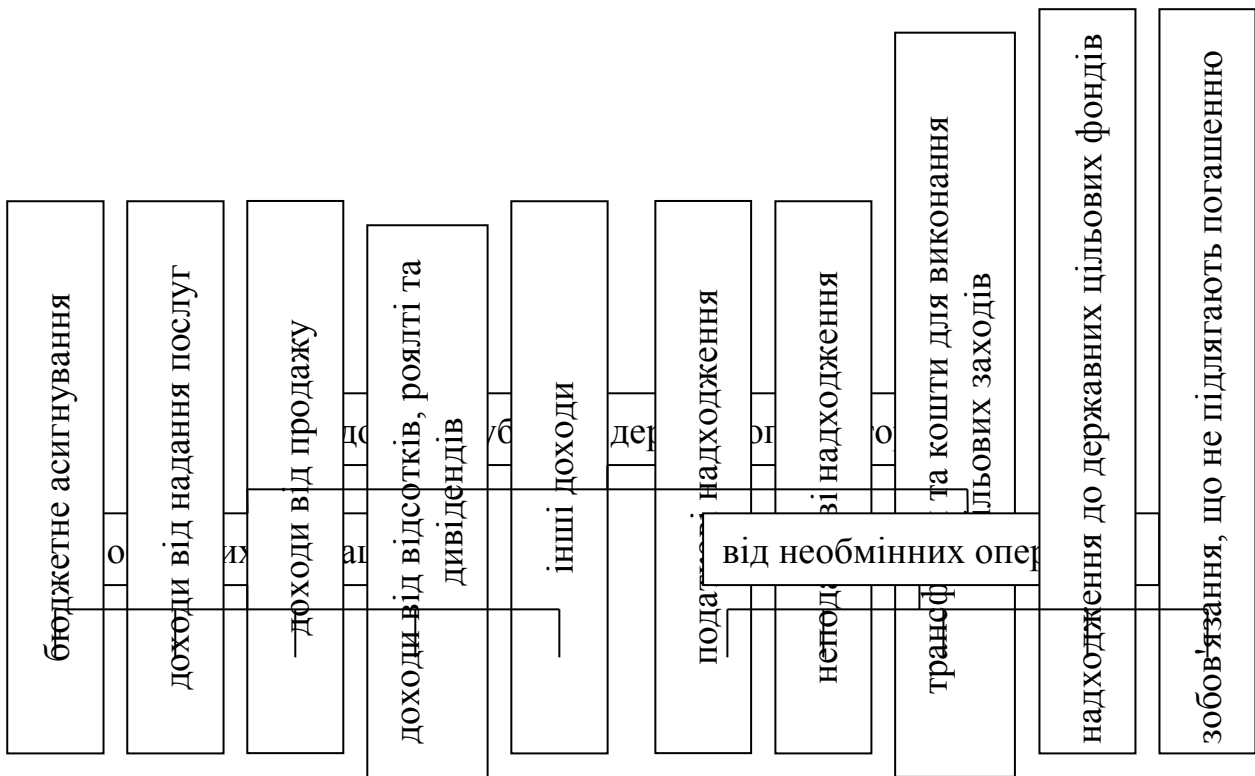 бюджетне асигнування
доходи від надання послуг
доходи від продажу
доходи від відсотків, роялті та
дивідендів
інші доходи
податкові надходження
неподаткові надходження
та кошти для виконання
цільових заходів
надходження до державних цільових фондів
зобов'язання, що не підлягають погашенню
від необмінних